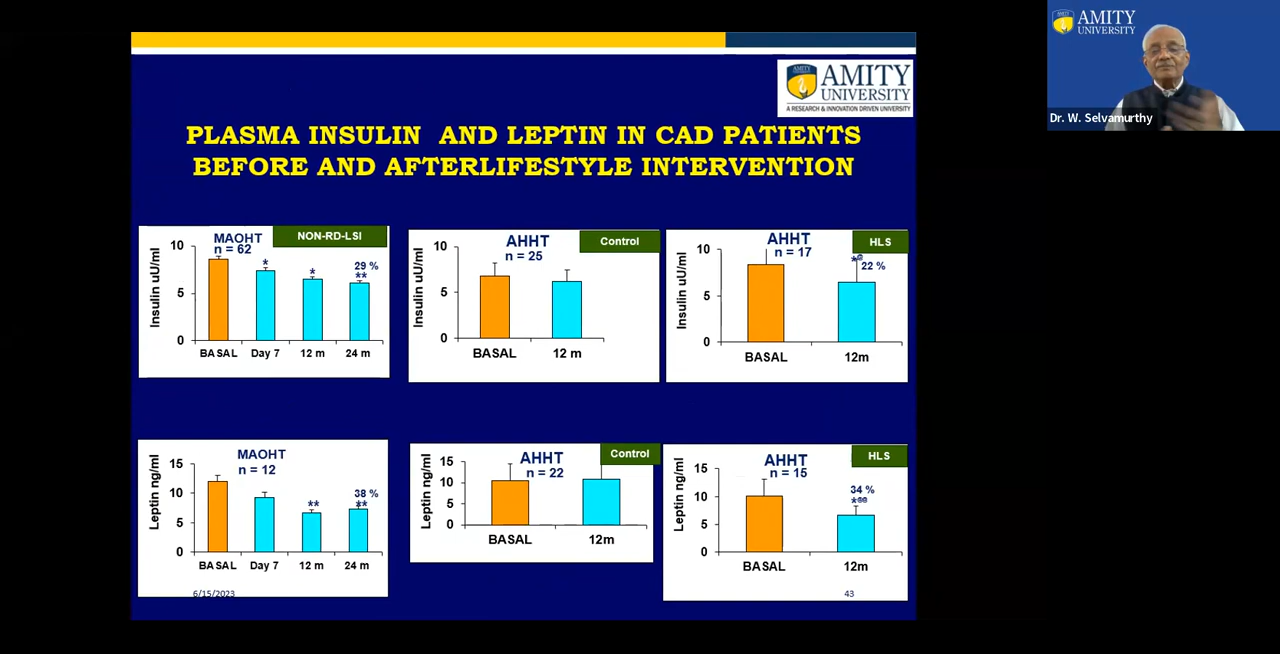 AMITY
UNIVERSITY
A RESEARCH & INNOVATION DRIVEN UNIVERSITY
AMITY
UNIVERSITY
Dr. W. Selvamurthy
PLASMA INSULIN AND LEPTIN IN CAD PATIENTS
BEFORE AND AFTERLIFESTYLE INTERVENTION
NON-RD-LSI
MAOHT
n = 62
Insulin uU/ml
10
5
0
*
*
29 %
**
BASAL Day 7 12 m 24 m
Control
AHHT
n = 25
Insulin uU/ml
10
5
0
BASAL 12 m
HLS
AHHT
n = 17
Insulin uU/ml
10
5
0
*@
22 %
BASAL 12m
MAOHT
n = 12
Leptin ng/ml
15
10
5
0
**
38 %
**
BASAL Day 7 12 m 24 m
Control
AHHT
n = 22
Leptin ng/ml
15
10
5
0
BASAL 12m
HLS
AHHT
n = 15
Leptin ng/ml
15
10
5
0
34 %
*@@
BASAL 12m
6/15/2023
43